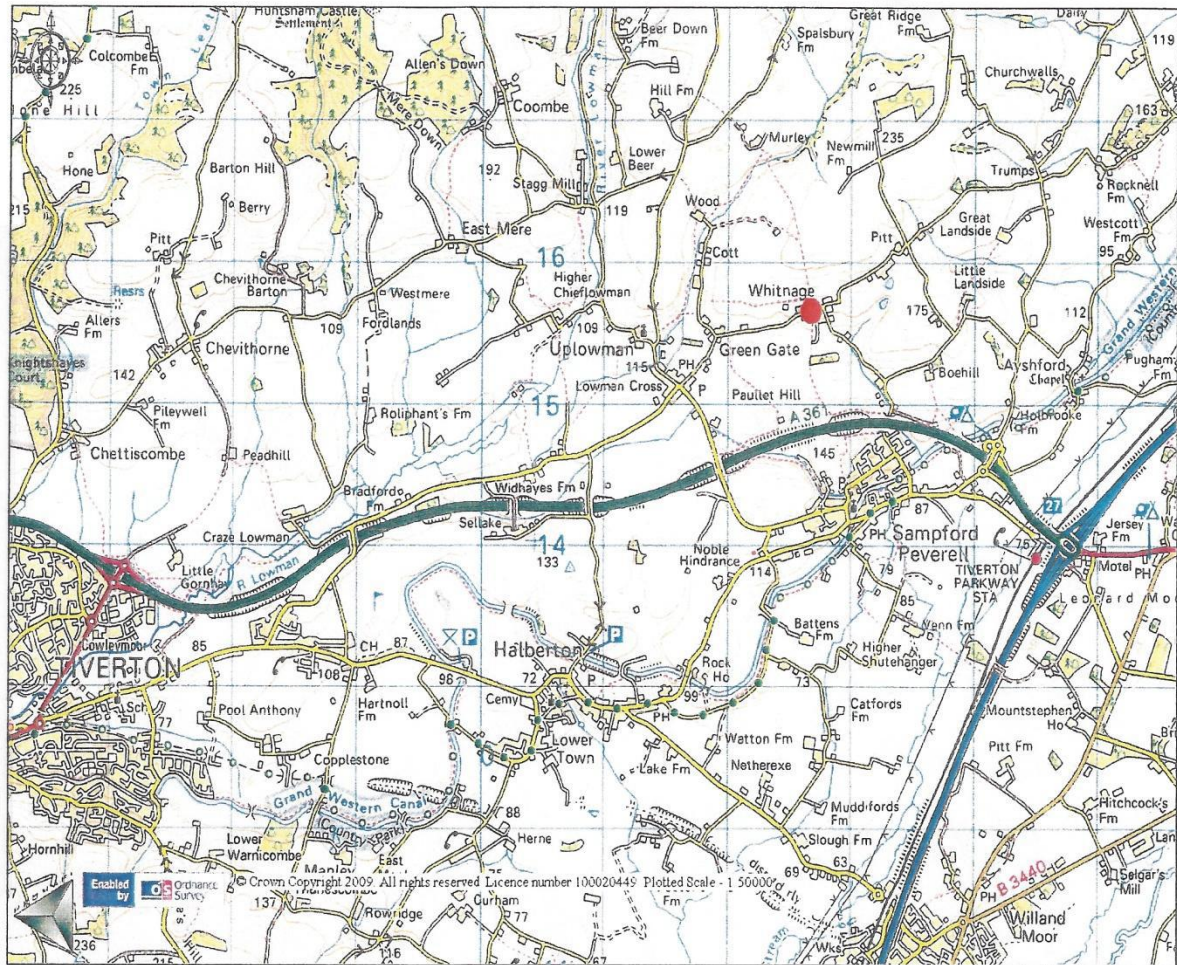 Huntsham Castle
Settlement
Colcombe
Fm
225
Allen's Down
Mere Down
Coombe
River Lowman
Beer Down
Fm
Spalsbury
Fm
Great Ridge
Fm
119
Churchwalls
Hill Fm
163
Hone
Barton Hill
192
Lower
Beer
Murley
Newmill
Fm
235
Trumps
Stagg Mill
119
Rocknell
Fm
215
Berry
Wood
Great
Landside
Westcott
Fm
95
Pitt
East Mere
Cott
Pitt
16
Chevithorne
Barton
Westmere
Higher
Chieflowman
Whitnage
Little
Landside
Grand Western
Resrs
Allers
Fm
109
Fordlands
109
175
112
Knightshayes
Court
Chevithorne
Uplowman
Green Gate
Ayshford
Chapel
142
115
PH
Boehill
Fugham
Fm
Lowman Cross
P
Paullet Hill
Pileywell
Fm
15
A 361
Holbrooke
Fm
Roliphant's Fm
Chettiscombe
Peadhill
145
Bradford
Fm
Widhayes Fm
87
27
Sellake
Sampford
Peverell
Jersey
Fm
Craze Lowman
14
Noble
Hindrance
PH
75
Motel
PH
Little
Gornhay
R Lowman
133
114
79
TIVERTON
PARKWAY
STA
Cowleymoor
85
Venn Fm
TIVERTON
85
CH
87
P
Halberton
P
Battens
Fm
Higher
Shutehanger
108
98
Rock
Ho
73
Sch
Hartnoll
Fm
72
P
99
77
Pool Anthony
Cemy
PH
Catfords
Fm
Mountstephen
Ho
Lower
Town
Watton Fm
Pitt Fm
Copplestone
Lake Fm
Netherexe
Grand Western Canal
88
Muddifords
Fm
Hitchcock's
Fm
Country Park
Hornhill
Lower
Warnicombe
Herne
Slough Fm
Manley
East
63
Enabled
by
Ordnance
Survey
© Crown Copyright 2009 All rights reserved Licence number 100020449 Plotted Scale - 1 50000
69
B 3440
Selgar's
Mill
137
77
Fm
PH
Rowridge
Willand
Moor
236
116
Wks